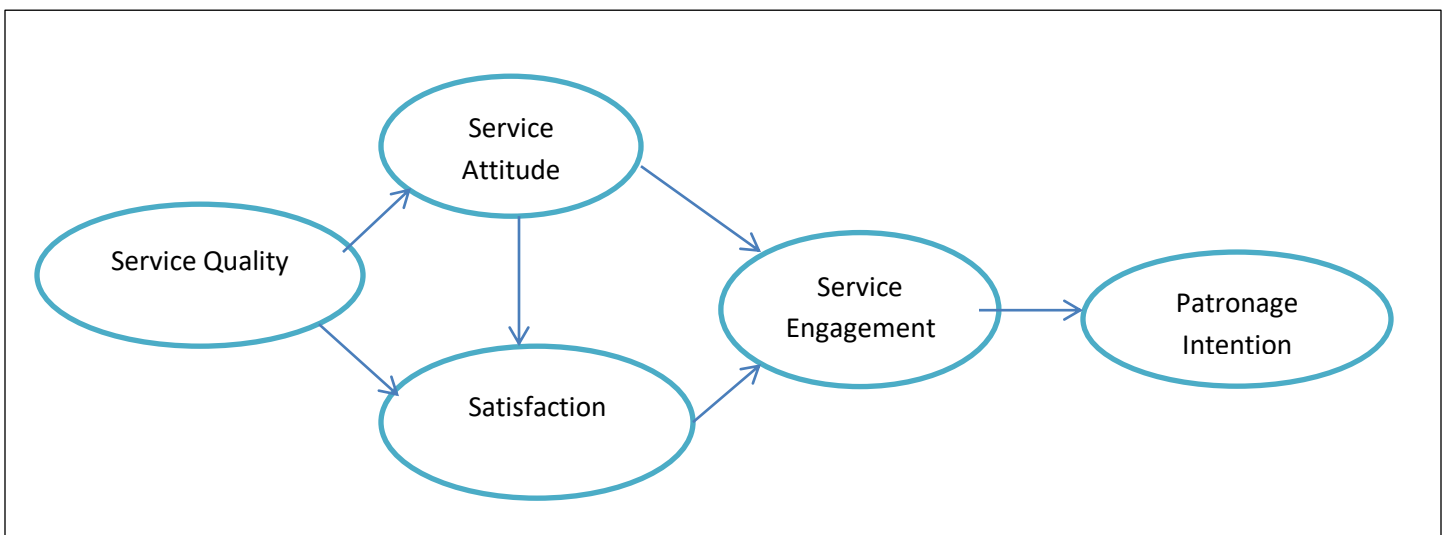 Service
Attitude
Service Quality
Service
Engagement
Patronage
Intention
Satisfaction